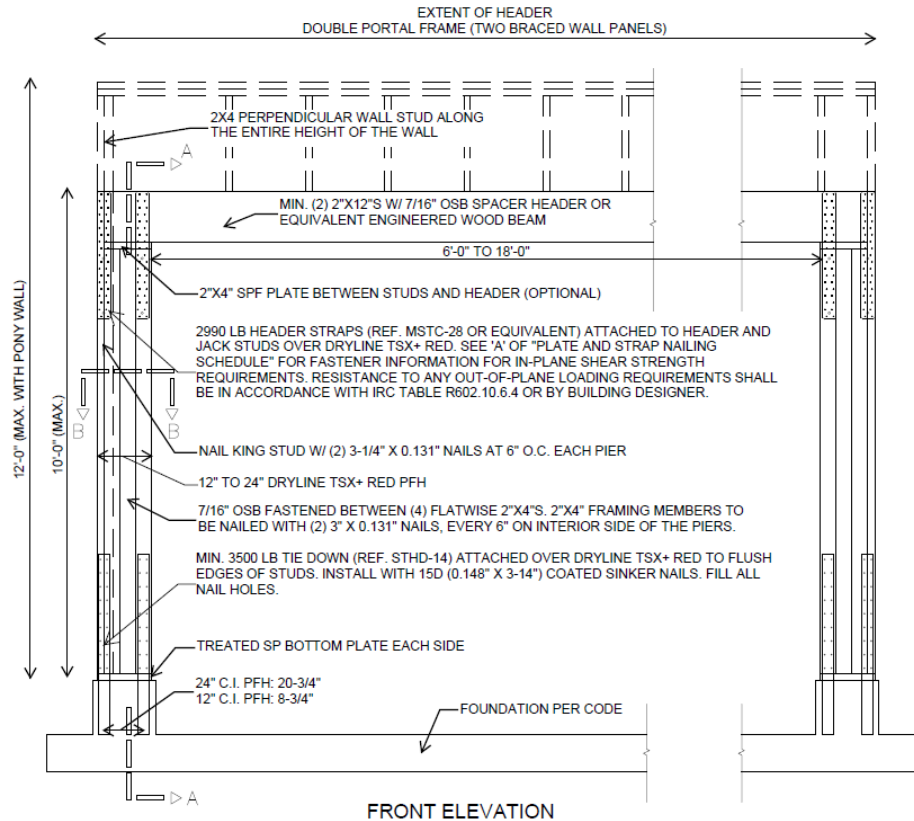 EXTENT OF HEADER
DOUBLE PORTAL FRAME (TWO BRACED WALL PANELS)
2X4 PERPENDICULAR WALL STUD ALONG
THE ENTIRE HEIGHT OF THE WALL
A
MIN. (2) 2"X12"S W/ 7/16" OSB SPACER HEADER OR
EQUIVALENT ENGINEERED WOOD BEAM
6'-0" TO 18'-0"
2"X4" SPF PLATE BETWEEN STUDS AND HEADER (OPTIONAL)
12'-0" (MAX. WITH PONY WALL)
10'-0" (MAX.)
2990 LB HEADER STRAPS (REF. MSTC-28 OR EQUIVALENT) ATTACHED TO HEADER AND
JACK STUDS OVER DRYLINE TSX+ RED. SEE 'A' OF "PLATE AND STRAP NAILING
SCHEDULE" FOR FASTENER INFORMATION FOR IN-PLANE SHEAR STRENGTH
REQUIREMENTS. RESISTANCE TO ANY OUT-OF-PLANE LOADING REQUIREMENTS SHALL
BE IN ACCORDANCE WITH IRC TABLE R602.10.6.4 OR BY BUILDING DESIGNER.
B
B
NAIL KING STUD W/ (2) 3-1/4" X 0.131" NAILS AT 6" O.C. EACH PIER
12" TO 24" DRYLINE TSX+ RED PFH
7/16" OSB FASTENED BETWEEN (4) FLATWISE 2"X4"S. 2"X4" FRAMING MEMBERS TO
BE NAILED WITH (2) 3" X 0.131" NAILS, EVERY 6" ON INTERIOR SIDE OF THE PIERS.
MIN. 3500 LB TIE DOWN (REF. STHD-14) ATTACHED OVER DRYLINE TSX+ RED TO FLUSH
EDGES OF STUDS. INSTALL WITH 15D (0.148" X 3-14") COATED SINKER NAILS. FILL ALL
NAIL HOLES.
TREATED SP BOTTOM PLATE EACH SIDE
24" C.I. PFH: 20-3/4"
12" C.I. PFH: 8-3/4"
FOUNDATION PER CODE
A
FRONT ELEVATION